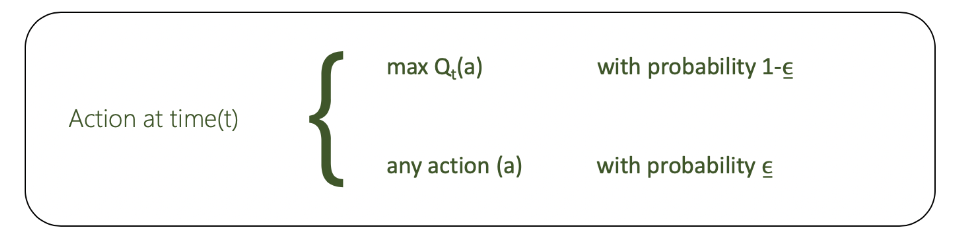 max Qt(a) with probability 1-ϵ
Action at time(t)
any action (a) with probability ϵ